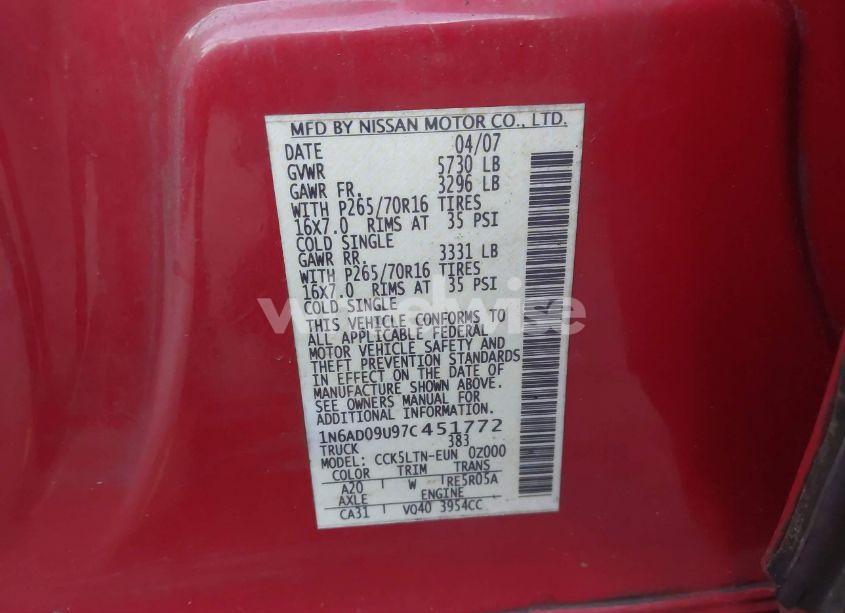 MFD BY NISSAN MOTOR CO., LTD.
DATE 04/07
GVWR 5730 LB
GAWR FR. 3296 LB
WITH P265/70R16 TIRES
16X7.0 RIMS AT 35 PSI
COLD SINGLE
GAWR RR. 3331 LB
WITH P265/70R16 TIRES
16X7.0 RIMS AT 35 PSI
COLD SINGLE
THIS VEHICLE CONFORMS TO
ALL APPLICABLE FEDERAL
MOTOR VEHICLE SAFETY AND
THEFT PREVENTION STANDARDS
IN EFFECT ON THE DATE OF
MANUFACTURE SHOWN ABOVE.
SEE OWNERS MANUAL FOR
ADDITIONAL INFORMATION.
1N6AD09U97C451772
TRUCK 383
MODEL: CCK5LTN-EUN 0Z000
COLOR TRIM TRANS
A20 W RE5R05A
AXLE ENGINE
CA31 VQ40 3954CC